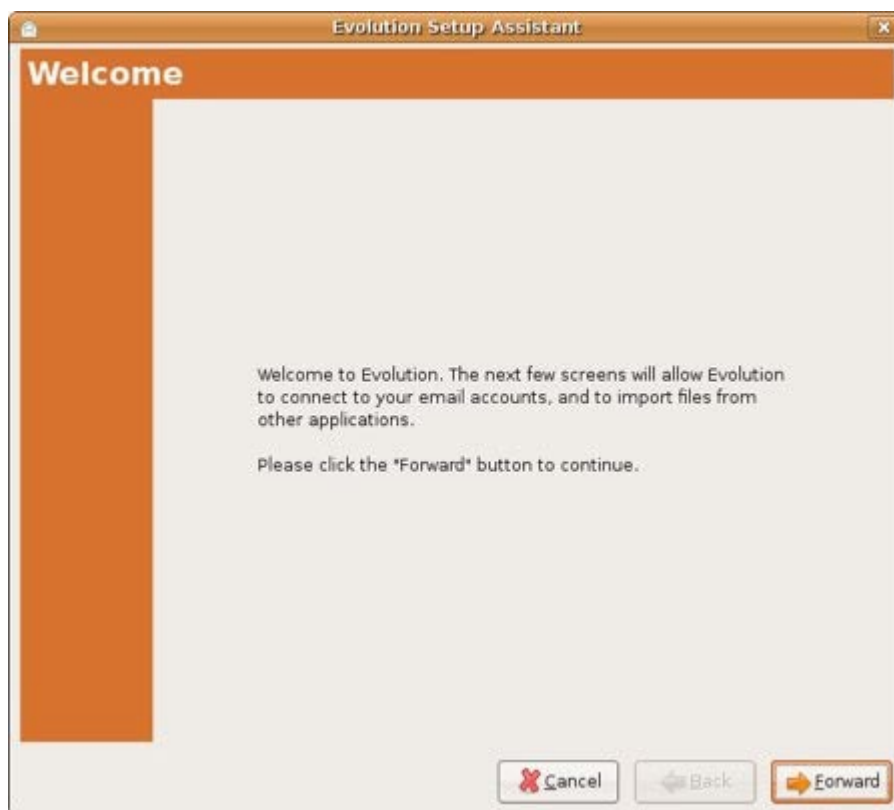 Evolution Setup Assistant
Welcome
Welcome to Evolution. The next few screens will allow Evolution
to connect to your email accounts, and to import files from
other applications.
Please click the "Forward" button to continue.
Cancel
Back
Forward